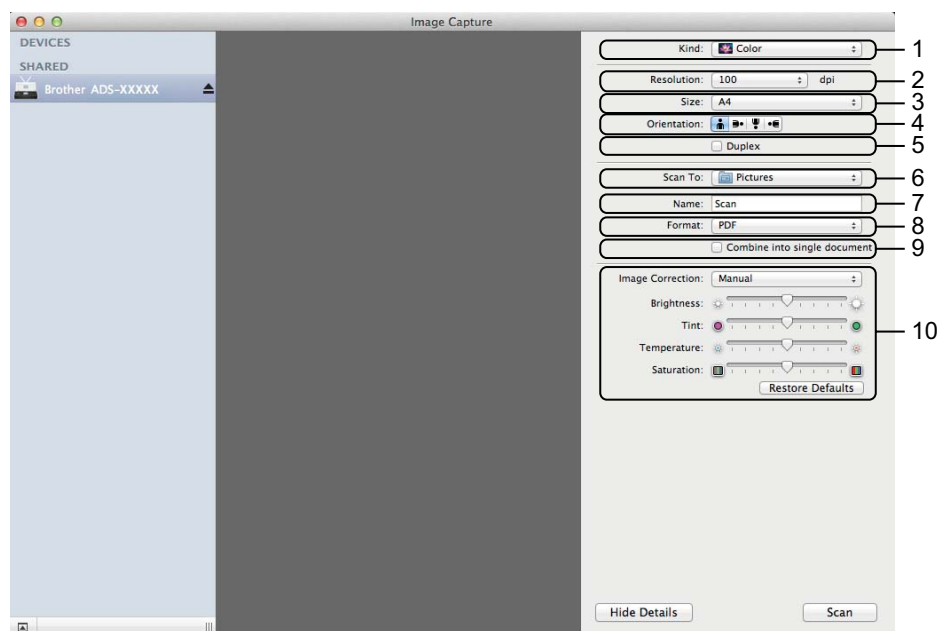 Image Capture
DEVICES
SHARED
Brother ADS-XXXXX
Kind: Color 1
Resolution: 100 dpi 2
Size: A4 3
Orientation: 4
Duplex 5
Scan To: Pictures 6
Name: Scan 7
Format: PDF 8
Combine into single document 9
Image Correction: Manual
Brightness:
Tint: 10
Temperature:
Saturation:
Restore Defaults
Hide Details Scan